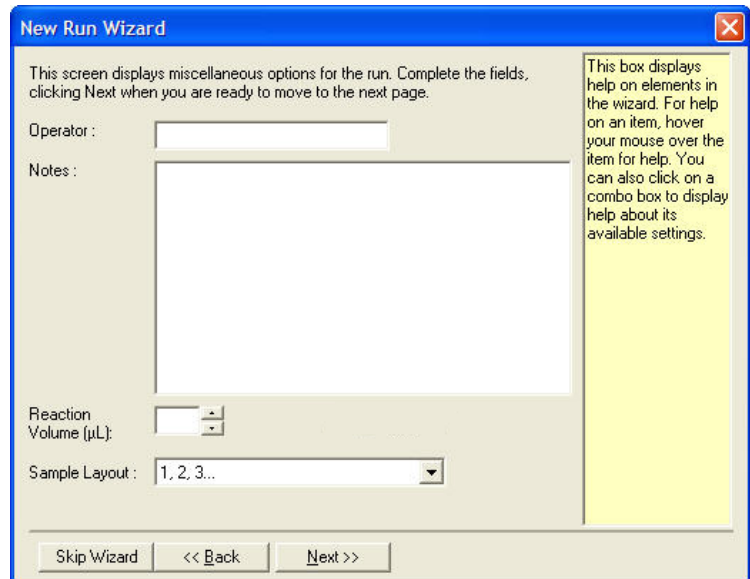 New Run Wizard
This screen displays miscellaneous options for the run. Complete the fields,
clicking Next when you are ready to move to the next page.
Operator :
Notes :
Reaction
Volume (µL):
Sample Layout :
1, 2, 3...
This box displays
help on elements in
the wizard. For help
on an item, hover
your mouse over the
item for help. You
can also click on a
combo box to display
help about its
available settings.
Skip Wizard
<< Back
Next >>